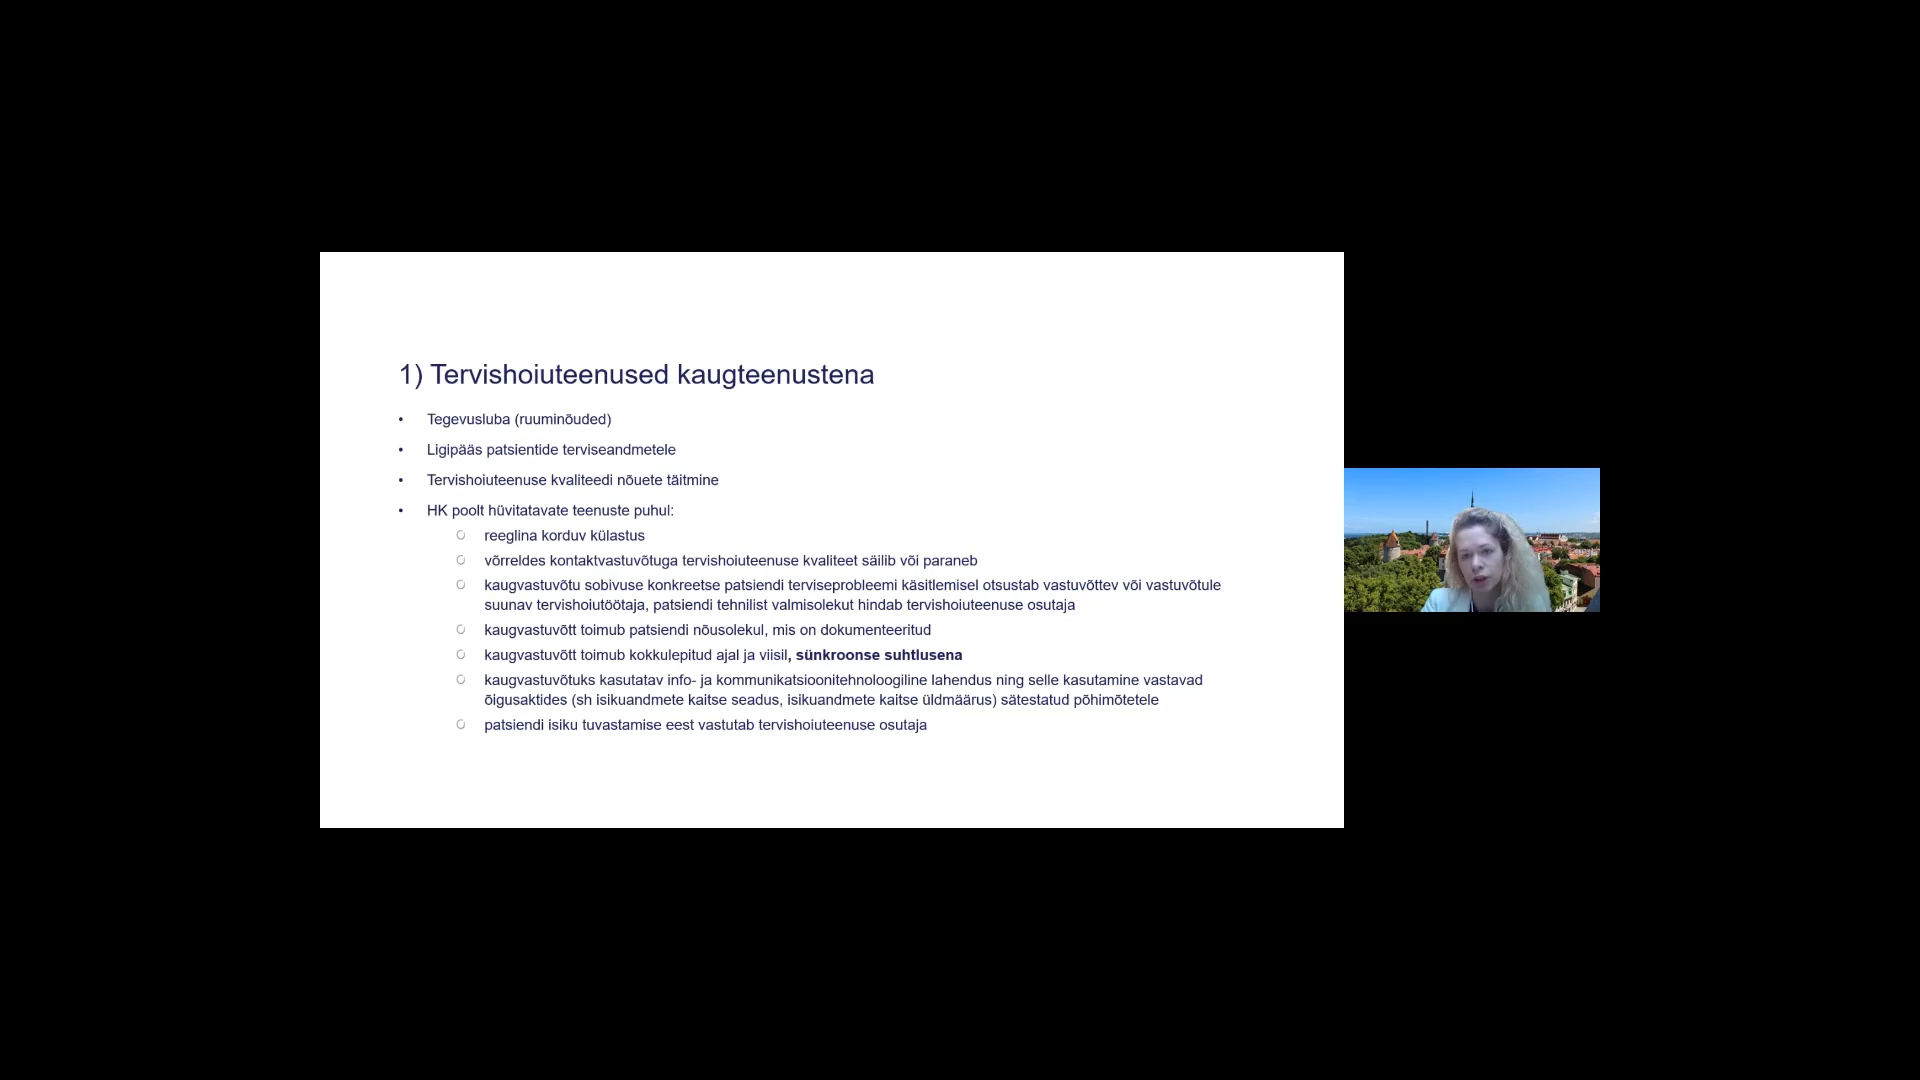 1) Tervishoiuteenused kaugteenustena
• Tegevusluba (ruuminõuded)
• Ligipääs patsientide terviseandmetele
• Tervishoiuteenuse kvaliteedi nõuete täitmine
• HK poolt hüvitatavate teenuste puhul:
o reeglina korduv külastus
o võrreldes kontaktvastuvõtuga tervishoiuteenuse kvaliteet säilib või paraneb
o kaugvastuvõtu sobivuse konkreetse patsiendi terviseprobleemi käsitlemisel otsustab vastuvõttev või vastuvõtule
suunav tervishoiutöötaja, patsiendi tehnilist valmisolekut hindab tervishoiuteenuse osutaja
o kaugvastuvõtt toimub patsiendi nõusolekul, mis on dokumenteeritud
o kaugvastuvõtt toimub kokkulepitud ajal ja viisil, sünkroonse suhtlusena
o kaugvastuvõtuks kasutatav info- ja kommunikatsioonitehnoloogiline lahendus ning selle kasutamine vastavad
õigusaktides (sh isikuandmete kaitse seadus, isikuandmete kaitse üldmäärus) sätestatud põhimõtetele
o patsiendi isiku tuvastamise eest vastutab tervishoiuteenuse osutaja